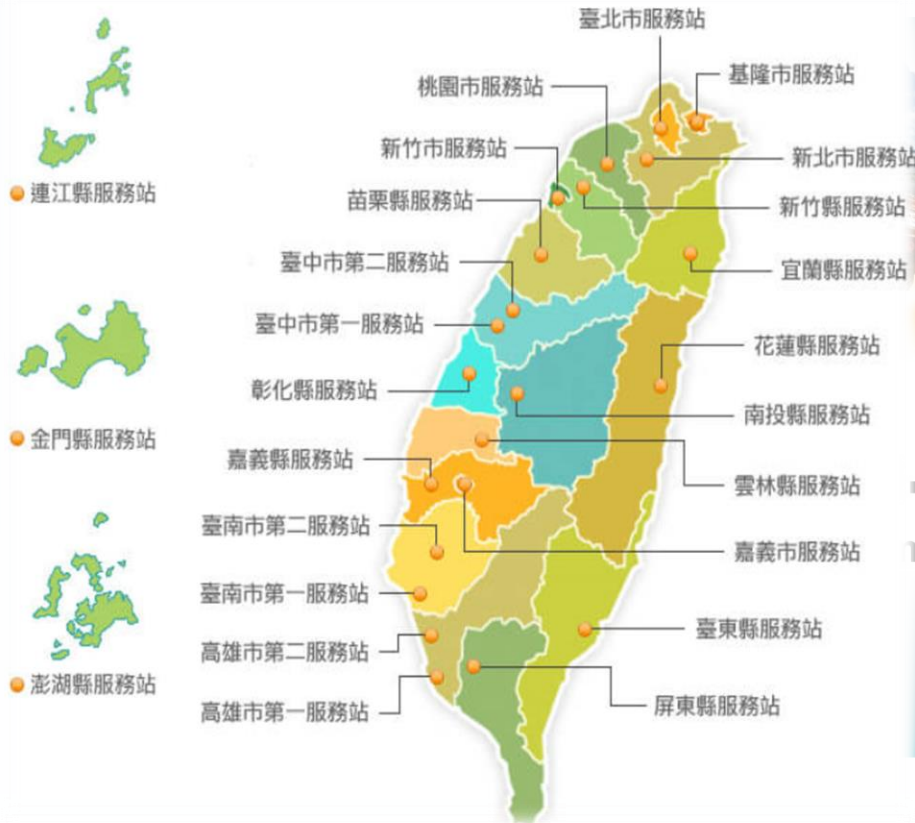 臺北市服務站
基隆市服務站
桃園市服務站
新竹市服務站
新北市服務站
連江縣服務站
苗栗縣服務站
新竹縣服務站
臺中市第二服務站
宜蘭縣服務站
臺中市第一服務站
花蓮縣服務站
彰化縣服務站
南投縣服務站
金門縣服務站
嘉義縣服務站
雲林縣服務站
臺南市第二服務站
嘉義市服務站
臺南市第一服務站
臺東縣服務站
高雄市第二服務站
澎湖縣服務站
屏東縣服務站
高雄市第一服務站